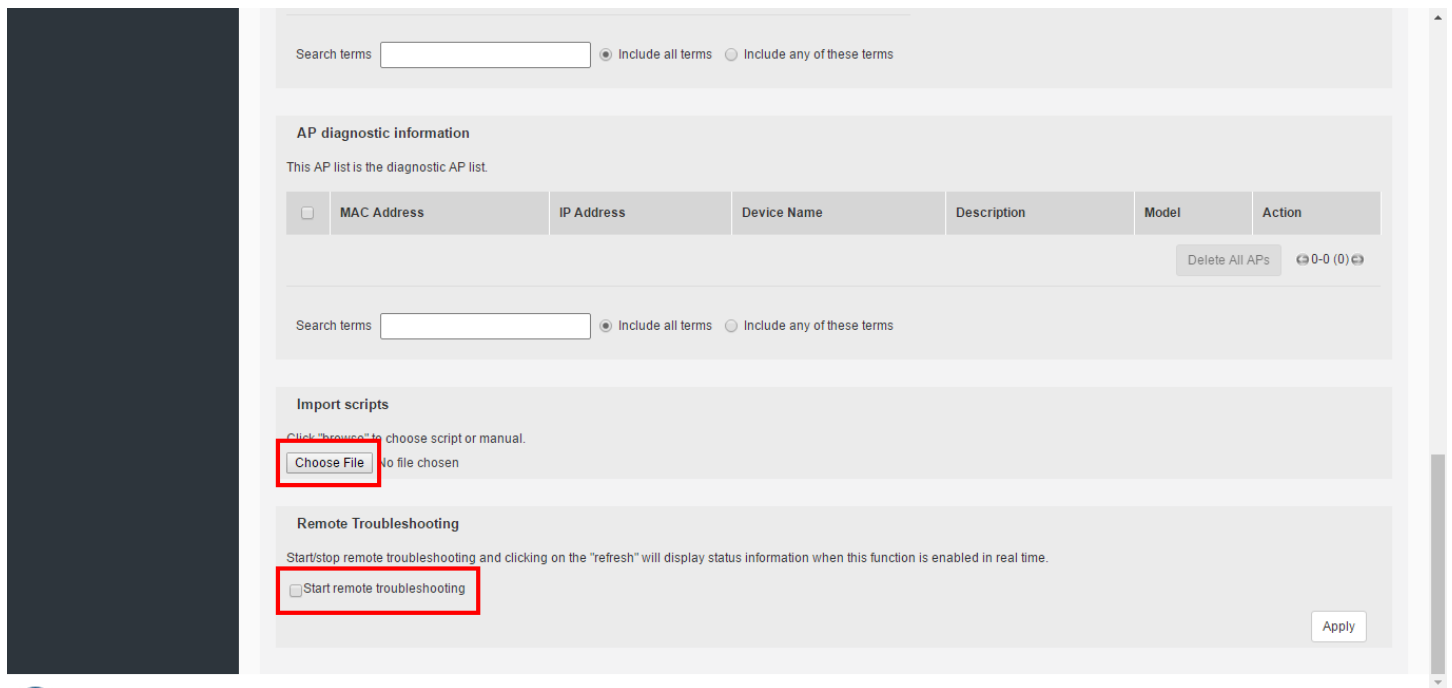 Search terms Include all terms Include any of these terms
AP diagnostic information
This AP list is the diagnostic AP list.
MAC Address IP Address Device Name Description Model Action
Delete All APs 0-0 (0)
Search terms Include all terms Include any of these terms
Import scripts
Click "browse" to choose script or manual.
Choose File No file chosen
Remote Troubleshooting
Start/stop remote troubleshooting and clicking on the "refresh" will display status information when this function is enabled in real time.
Start remote troubleshooting
Apply